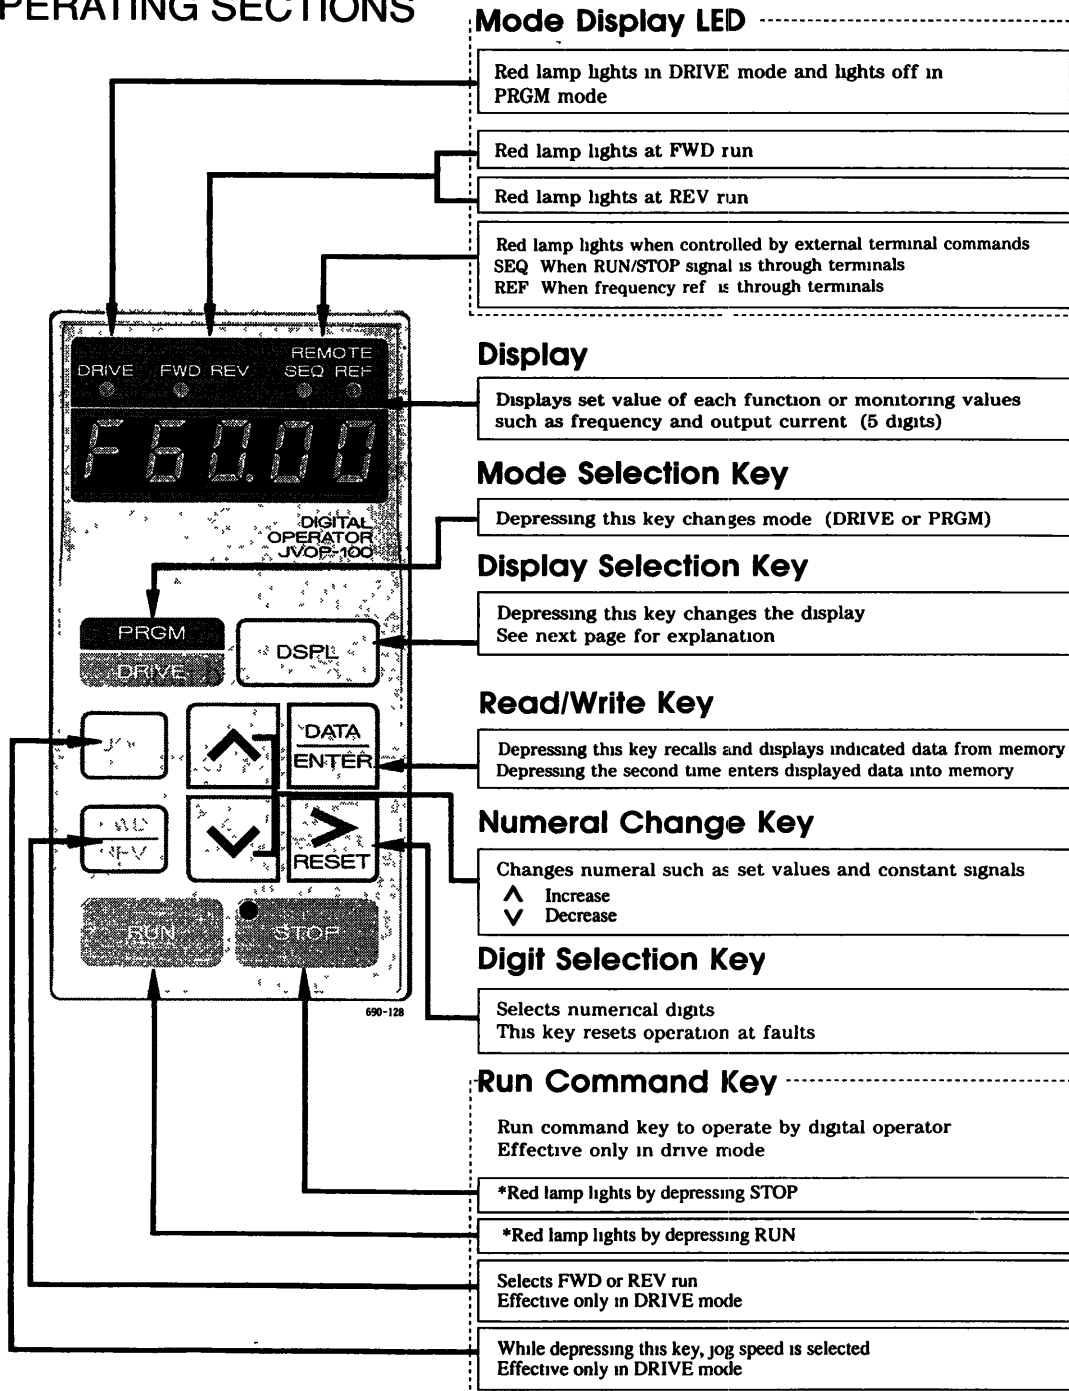 PERATING SECTIONS
Mode Display LED
Red lamp lights in DRIVE mode and lights off in
PRGM mode
Red lamp lights at FWD run
Red lamp lights at REV run
Red lamp lights when controlled by external terminal commands
SEQ When RUN/STOP signal is through terminals
REF When frequency ref is through terminals
REMOTE
DRIVE FWD REV SEQ REF
F60.00
DIGITAL
OPERATOR
JVOP-100
PRGM
DRIVE
DSPL
DATA
ENTER
RESET
RUN
STOP
690-128
Display
Displays set value of each function or monitoring values
such as frequency and output current (5 digits)
Mode Selection Key
Depressing this key changes mode (DRIVE or PRGM)
Display Selection Key
Depressing this key changes the display
See next page for explanation
Read/Write Key
Depressing this key recalls and displays indicated data from memory
Depressing the second time enters displayed data into memory
Numeral Change Key
Changes numeral such as set values and constant signals
∧ Increase
∨ Decrease
Digit Selection Key
Selects numerical digits
This key resets operation at faults
Run Command Key
Run command key to operate by digital operator
Effective only in drive mode
*Red lamp lights by depressing STOP
*Red lamp lights by depressing RUN
Selects FWD or REV run
Effective only in DRIVE mode
While depressing this key, jog speed is selected
Effective only in DRIVE mode